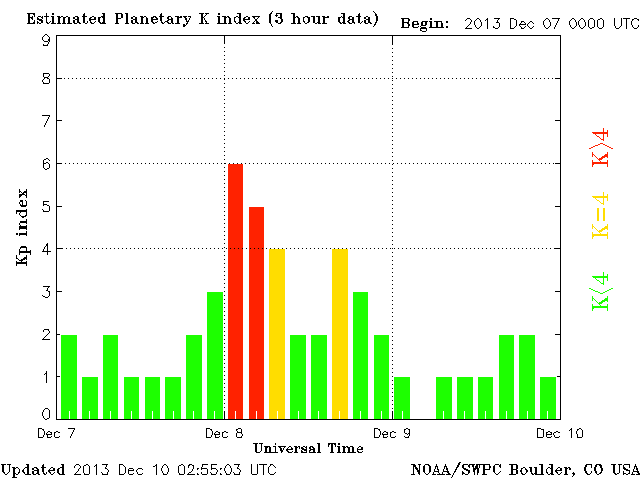 Estimated Planetary K index (3 hour data) Begin: 2013 Dec 07 0000 UTC
9
8
7
6
5
4
3
2
1
0
Kp index
K>4
K=4
K<4
Dec 7 Dec 8 Dec 9 Dec 10
Universal Time
Updated 2013 Dec 10 02:55:03 UTC NOAA/SWPC Boulder, CO USA